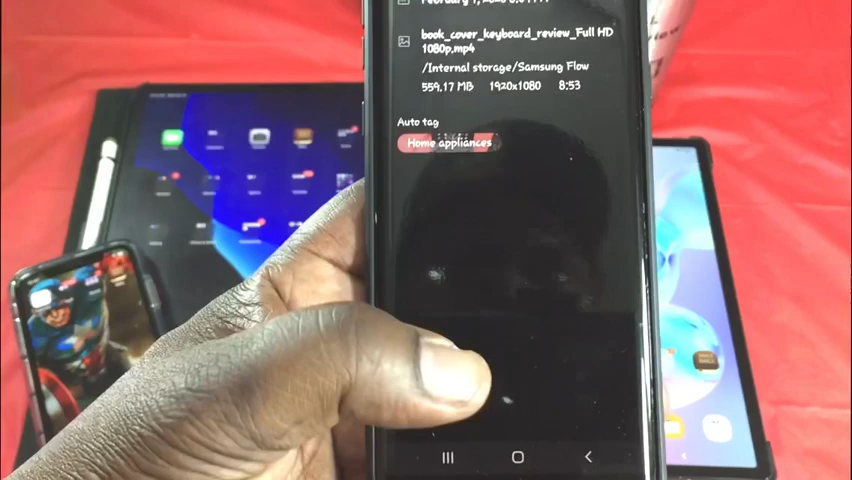 book_cover_keyboard_review_Full HD
1080p.mp4
/Internal storage/Samsung Flow
559.17 MB 1920x1080 8:53
Auto tag
Home appliances